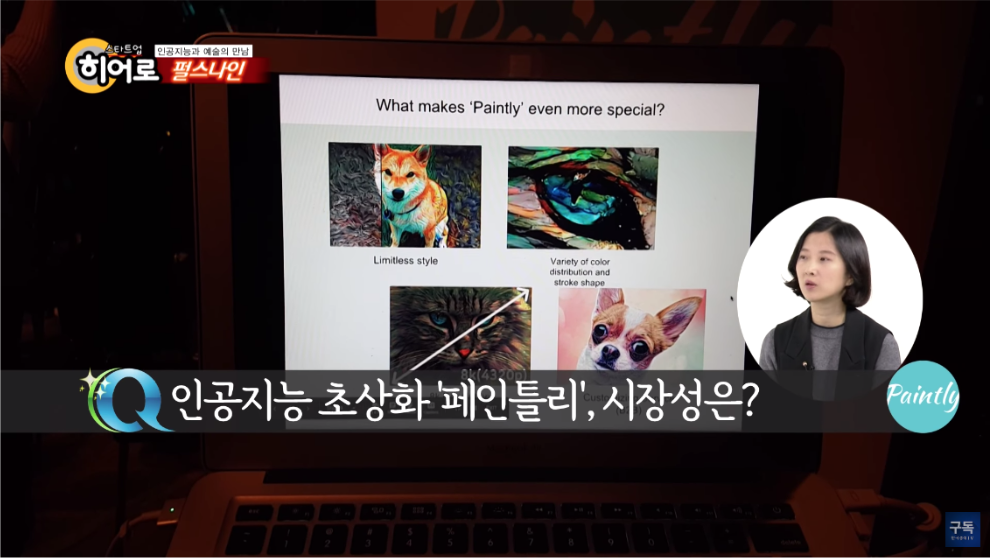 스타트업
히어로
인공지능과 예술의 만남
펄스나인
What makes 'Paintly' even more special?
Limitless style
Variety of color
distribution and
stroke shape
8k(4320p)
Q 인공지능 초상화 '페인틀리', 시장성은?
Paintly
구독